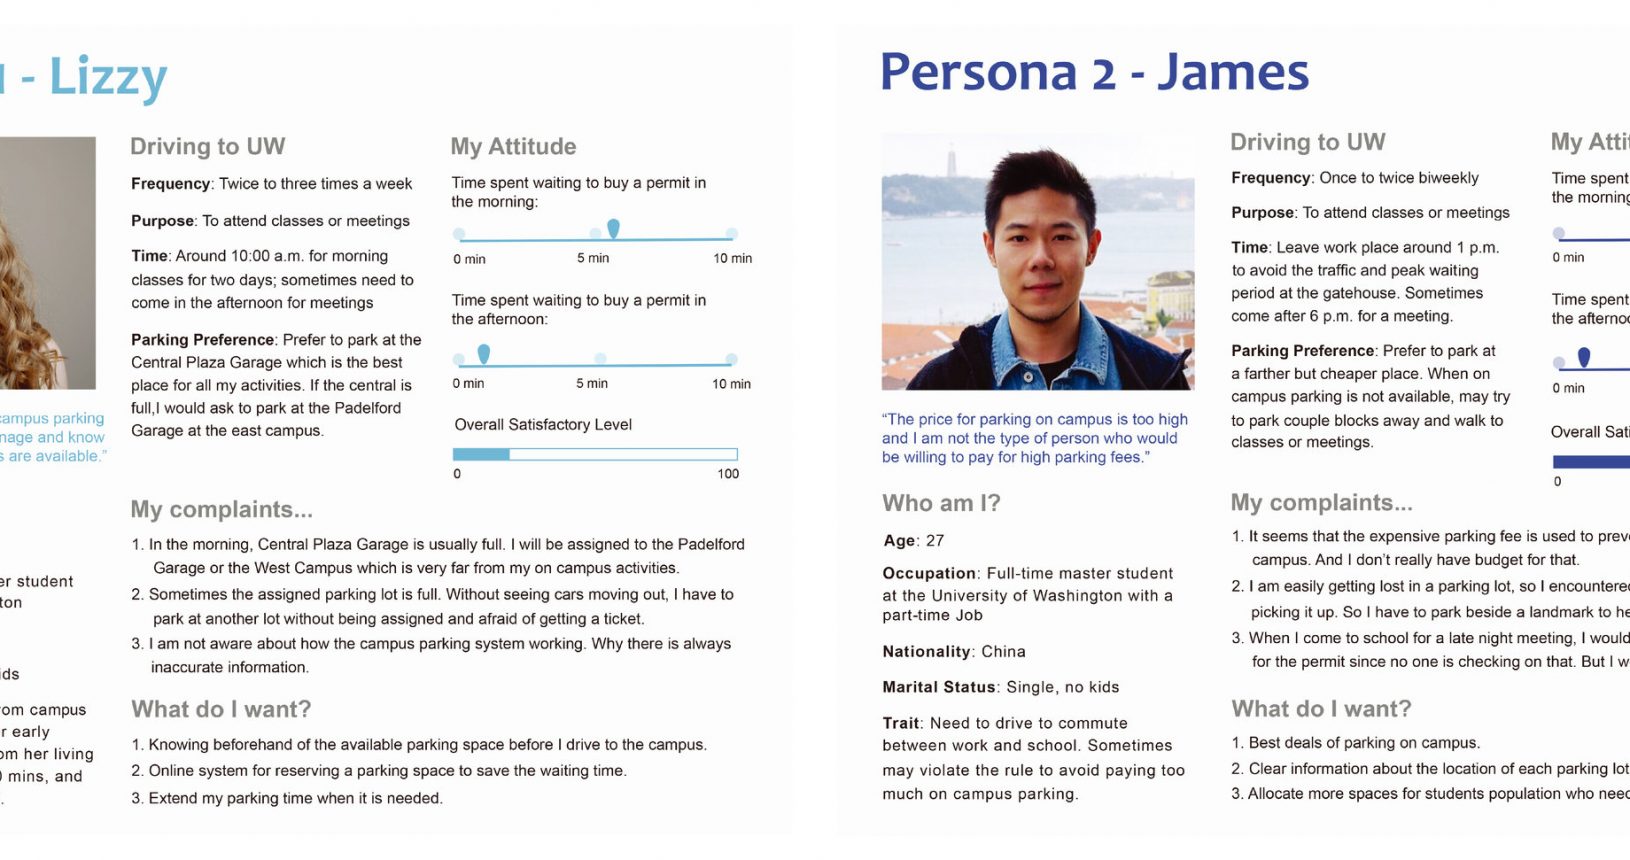 1 - Lizzy
campus parking
nage and know
s are available.”
er student
ton
ids
om campus
r early
om her living
0 mins, and
Driving to UW
Frequency: Twice to three times a week
Purpose: To attend classes or meetings
Time: Around 10:00 a.m. for morning
classes for two days; sometimes need to
come in the afternoon for meetings
Parking Preference: Prefer to park at the
Central Plaza Garage which is the best
place for all my activities. If the central is
full,I would ask to park at the Padelford
Garage at the east campus.
My Attitude
Time spent waiting to buy a permit in
the morning:
0 min 5 min 10 min
Time spent waiting to buy a permit in
the afternoon:
0 min 5 min 10 min
Overall Satisfactory Level
0 100
My complaints...
1. In the morning, Central Plaza Garage is usually full. I will be assigned to the Padelford
Garage or the West Campus which is very far from my on campus activities.
2. Sometimes the assigned parking lot is full. Without seeing cars moving out, I have to
park at another lot without being assigned and afraid of getting a ticket.
3. I am not aware about how the campus parking system working. Why there is always
inaccurate information.
What do I want?
1. Knowing beforehand of the available parking space before I drive to the campus.
2. Online system for reserving a parking space to save the waiting time.
3. Extend my parking time when it is needed.
Persona 2 - James
“The price for parking on campus is too high
and I am not the type of person who would
be willing to pay for high parking fees.”
Who am I?
Age: 27
Occupation: Full-time master student
at the University of Washington with a
part-time Job
Nationality: China
Marital Status: Single, no kids
Trait: Need to drive to commute
between work and school. Sometimes
may violate the rule to avoid paying too
much on campus parking.
Driving to UW
Frequency: Once to twice biweekly
Purpose: To attend classes or meetings
Time: Leave work place around 1 p.m.
to avoid the traffic and peak waiting
period at the gatehouse. Sometimes
come after 6 p.m. for a meeting.
Parking Preference: Prefer to park at
a farther but cheaper place. When on
campus parking is not available, may try
to park couple blocks away and walk to
classes or meetings.
My Atti
Time spent
the morning
0 min
Time spent
the afternoo
0 min
Overall Sati
0
My complaints...
1. It seems that the expensive parking fee is used to prev
campus. And I don’t really have budget for that.
2. I am easily getting lost in a parking lot, so I encountered
picking it up. So I have to park beside a landmark to he
3. When I come to school for a late night meeting, I would
for the permit since no one is checking on that. But I w
What do I want?
1. Best deals of parking on campus.
2. Clear information about the location of each parking lot
3. Allocate more spaces for students population who need